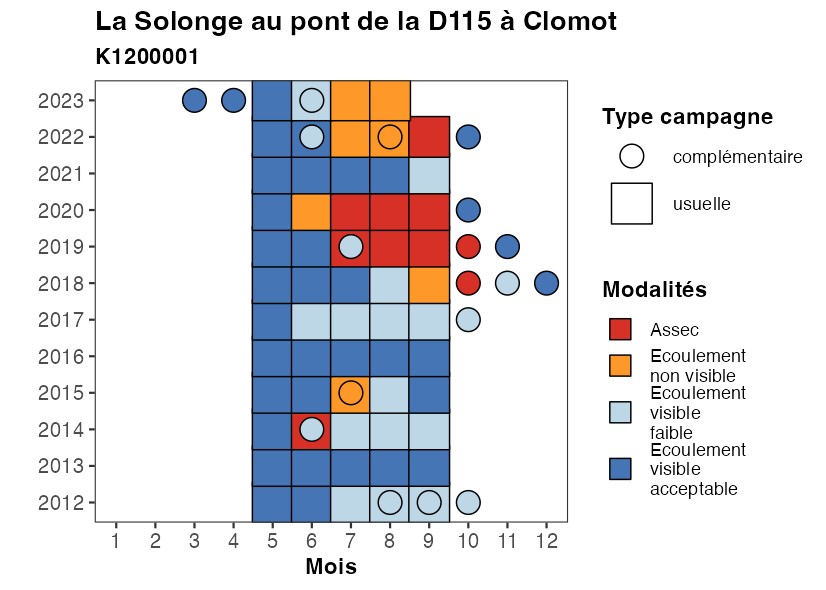 La Solonge au pont de la D115 à Clomot
K1200001
2023
2022
2021
2020
2019
2018
2017
2016
2015
2014
2013
2012
1 2 3 4 5 6 7 8 9 10 11 12
Mois
Type campagne
complémentaire
usuelle
Modalités
Assec
Ecoulement
non visible
Ecoulement
visible
faible
Ecoulement
visible
acceptable